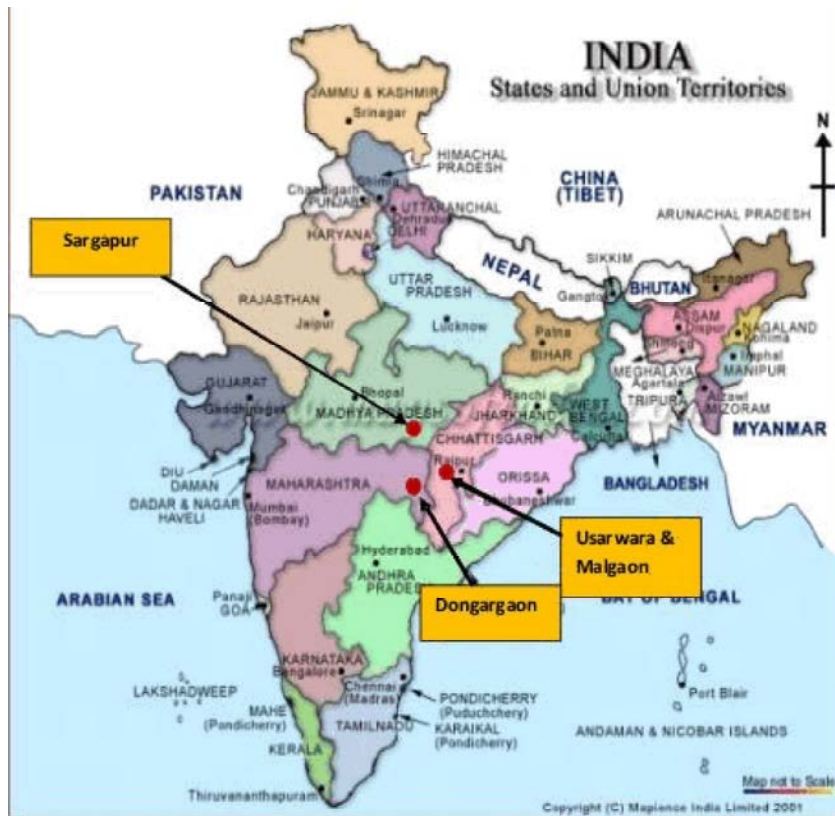 INDIA
States and Union Territories
N
JAMMU & KASHMIR
Srinagar
HIMACHAL
PRADESH
Shimla
PAKISTAN
Chandigarh
PUNJAB
CHINA
(TIBET)
UTTARANCHAL
Dehradun
ARUNACHAL PRADESH
HARYANA
DELHI
Sargapur
NEPAL
SIKKIM
BHUTAN
Itanagar
UTTAR
PRADESH
Gangtok
RAJASTHAN
Jaipur
Lucknow
ASSAM
Dispur
NAGALAND
Kohima
Patna
BIHAR
Shillong
Imphal
MEGHALAYA
MANIPUR
GUJARAT
Gandhinagar
Bhopal
MADHYA PRADESH
Ranchi
JHARKHAND
Agartala
TRIPURA
Aizawl
MIZORAM
WEST
BENGAL
Calcutta
CHHATTISGARH
MYANMAR
DIU
DAMAN
DADAR & NAGAR
HAVELI
MAHARASHTRA
Raipur
ORISSA
Bhubaneshwar
BANGLADESH
Mumbai
(Bombay)
Usarwara &
Malgaon
Hyderabad
ANDHRA
PRADESH
ARABIAN SEA
Panaji
GOA
Dongargaon
BAY OF BENGAL
KARNATAKA
Bangalore
LAKSHADWEEP
Chennai
(Madras)
PONDICHERRY
(Puduchchery)
Port Blair
MAHE
(Pondicherry)
TAMILNADU
KARAIKAL
(Pondicherry)
ANDAMAN & NICOBAR ISLANDS
KERALA
Thiruvananthapuram
Map not to Scale
Copyright (C) Maplence India Limited 2001